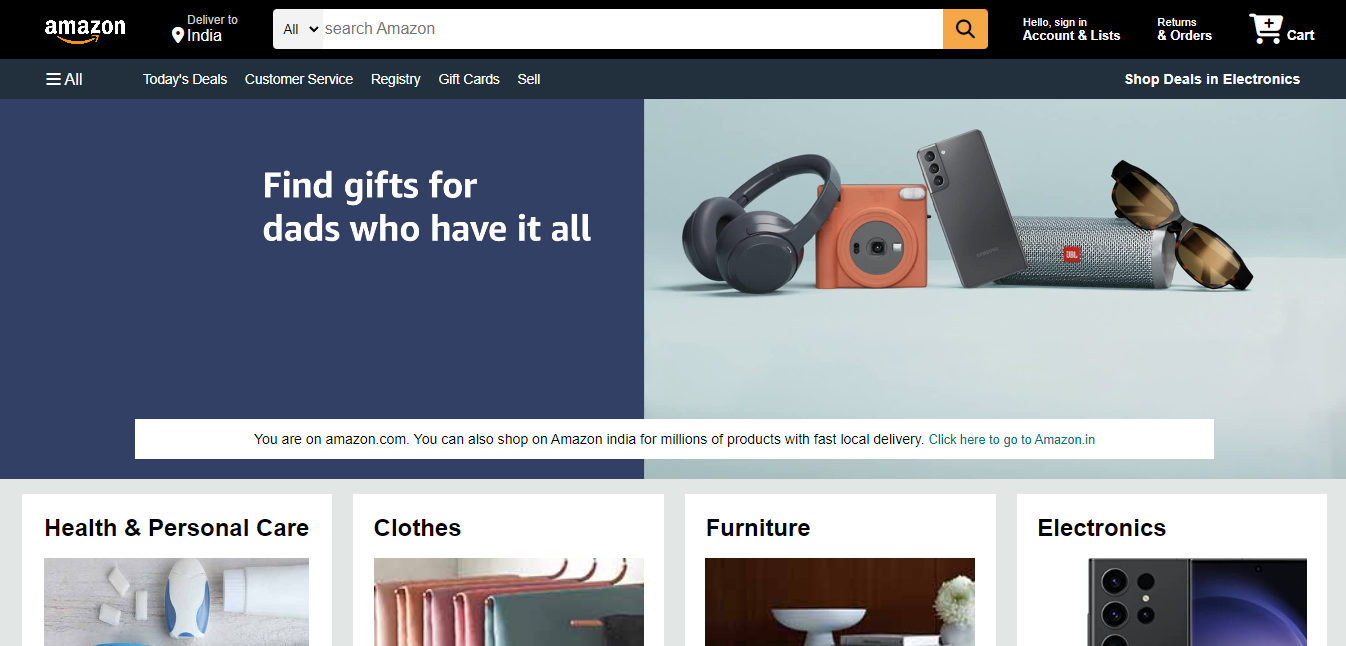 amazon
Deliver to
India
All
search Amazon
Hello, sign in
Account & Lists
Returns
& Orders
Cart
All
Today's Deals
Customer Service
Registry
Gift Cards
Sell
Shop Deals in Electronics
Find gifts for
dads who have it all
SAMSUNG
JBL
You are on amazon.com. You can also shop on Amazon india for millions of products with fast local delivery. Click here to go to Amazon.in
Health & Personal Care
Clothes
Furniture
Electronics